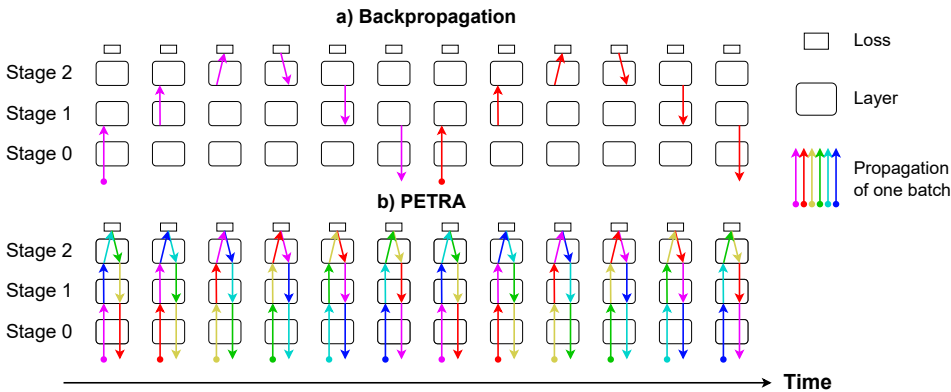 a) Backpropagation
Stage 2
Stage 1
Stage 0
Loss
Layer
Propagation
of one batch
b) PETRA
Stage 2
Stage 1
Stage 0
Time